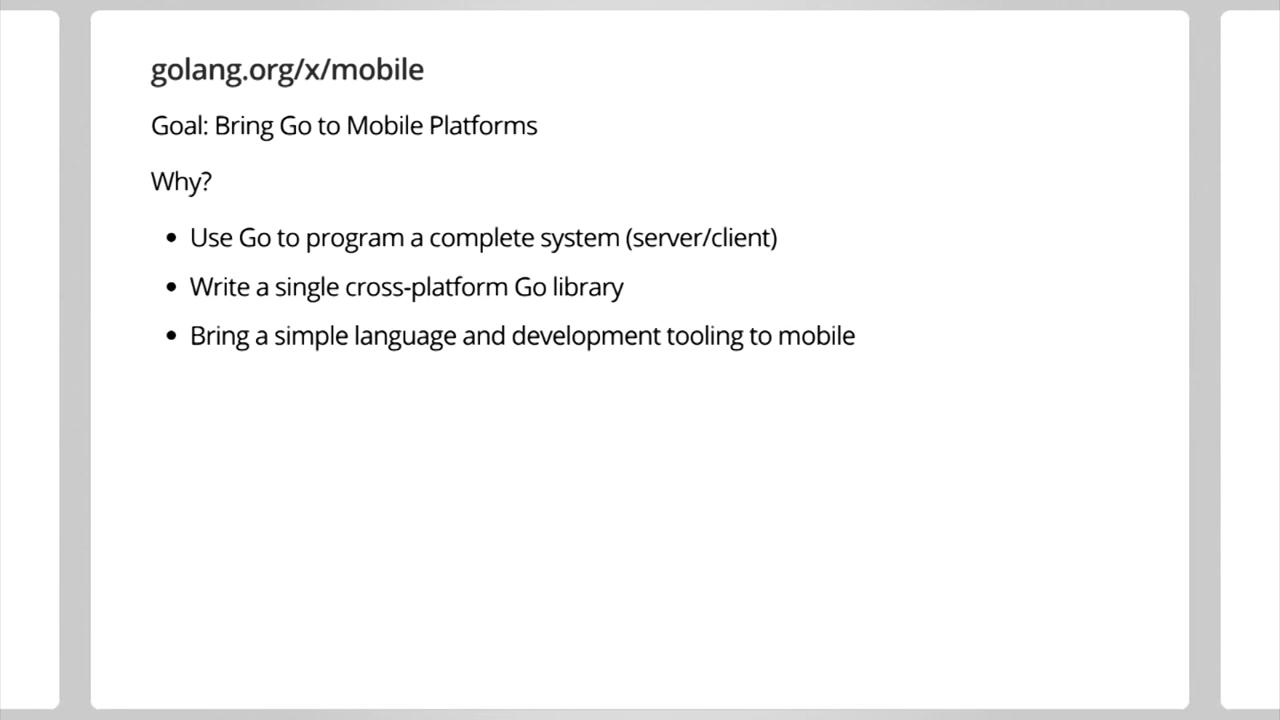 golang.org/x/mobile
Goal: Bring Go to Mobile Platforms
Why?
• Use Go to program a complete system (server/client)
• Write a single cross-platform Go library
• Bring a simple language and development tooling to mobile